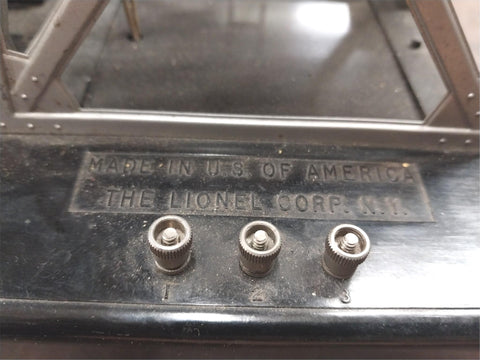 MADE IN U.S. OF AMERICA
THE LIONEL CORP. N.Y.
1 2 3